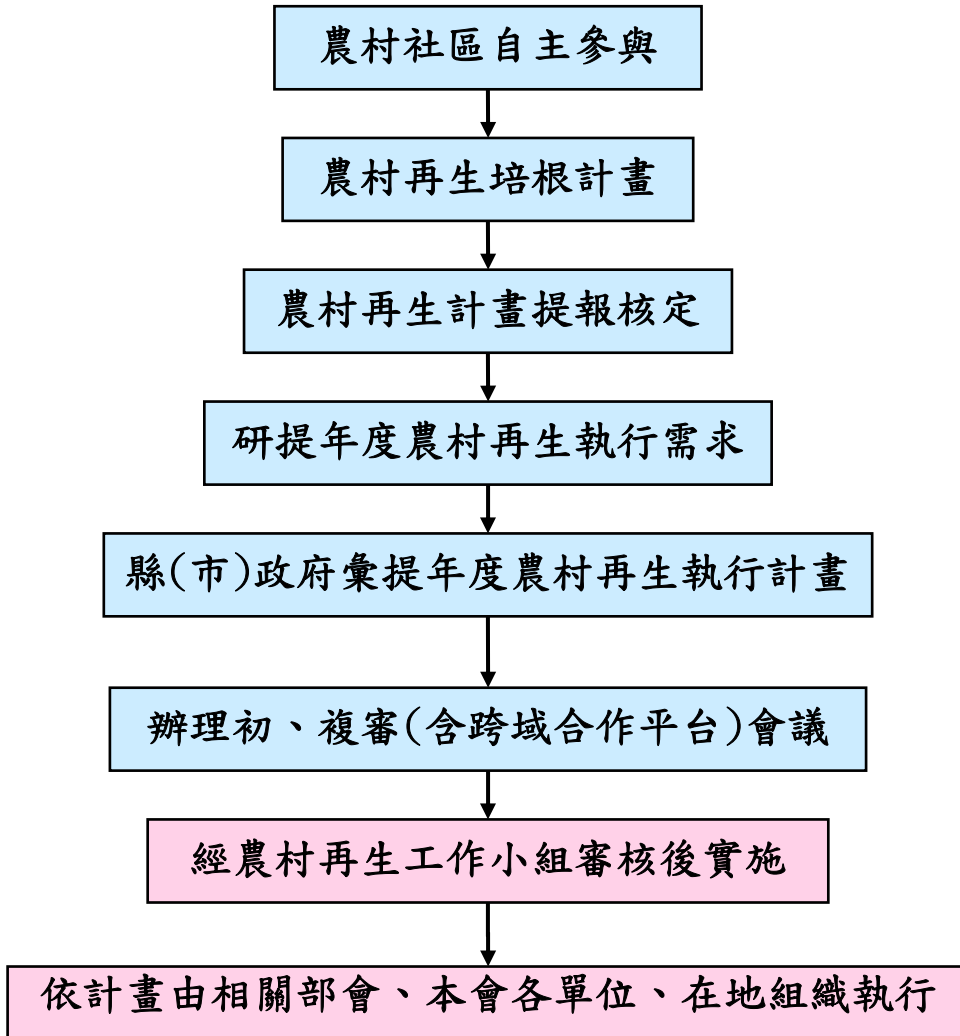 農村社區自主參與
農村再生培根計畫
農村再生計畫提報核定
研提年度農村再生執行需求
縣(市)政府彙提年度農村再生執行計畫
辦理初、複審(含跨域合作平台)會議
經農村再生工作小組審核後實施
依計畫由相關部會、本會各單位、在地組織執行